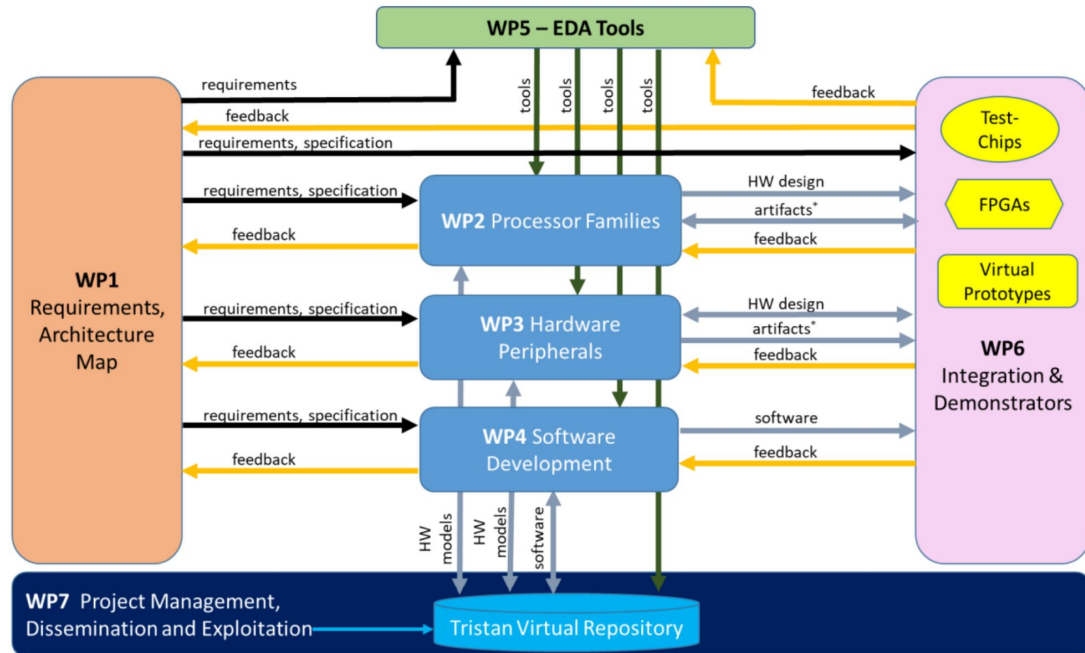 WP5 – EDA Tools
requirements
tools
tools
tools
tools
feedback
feedback
requirements, specification
Test-
Chips
requirements, specification
WP2 Processor Families
HW design
artifacts*
feedback
feedback
FPGAs
Virtual
Prototypes
WP1
Requirements,
Architecture
Map
requirements, specification
WP3 Hardware
Peripherals
HW design
artifacts*
feedback
feedback
WP6
Integration &
Demonstrators
requirements, specification
WP4 Software
Development
software
feedback
feedback
HW
models
HW
models
software
WP7 Project Management,
Dissemination and Exploitation
Tristan Virtual Repository